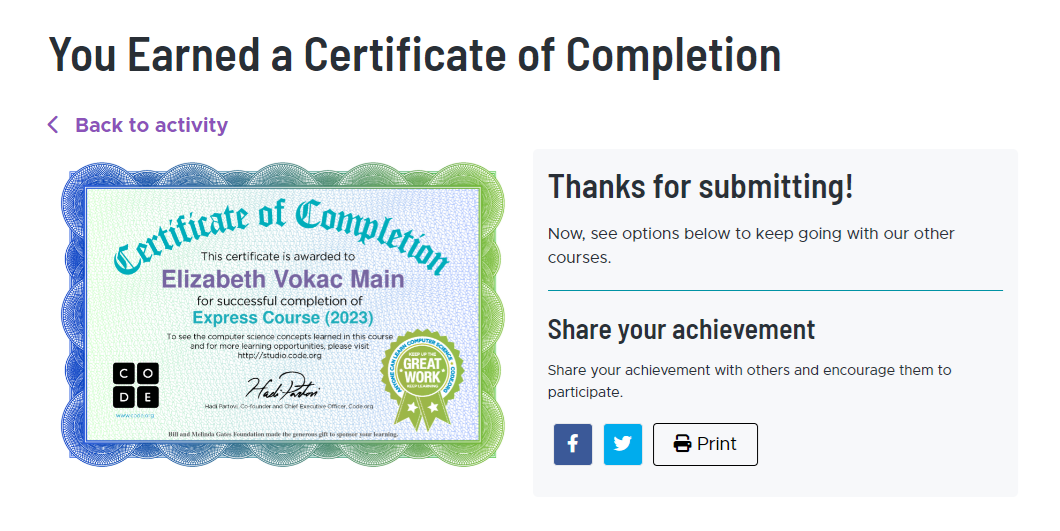 You Earned a Certificate of Completion
Back to activity
Certificate of Completion
This certificate is awarded to
Elizabeth Vokac Main
for successful completion of
Express Course (2023)
To see the computer science concepts learned in this course
and for more learning opportunities, please visit
http://studio.code.org
C O
D E
www.code.org
Hadi Partovi
Hadi Partovi, Co-founder and Chief Executive Officer, Code.org
ANYONE CAN LEARN COMPUTER SCIENCE • CODE.ORG
KEEP UP THE
GREAT
WORK
KEEP LEARNING
Bill and Melinda Gates Foundation made the generous gift to sponsor your learning.
Thanks for submitting!
Now, see options below to keep going with our other
courses.
Share your achievement
Share your achievement with others and encourage them to
participate.
Print